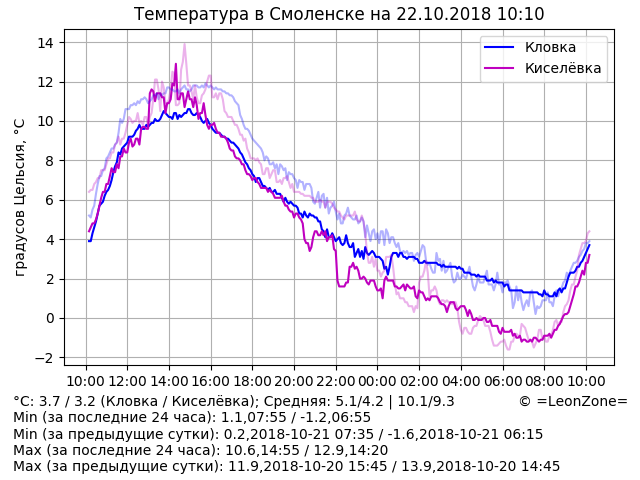 Температура в Смоленске на 22.10.2018 10:10
Кловка
Киселёвка
градусов Цельсия, °C
14
12
10
8
6
4
2
0
−2
10:00 12:00 14:00 16:00 18:00 20:00 22:00 00:00 02:00 04:00 06:00 08:00 10:00
°C: 3.7 / 3.2 (Кловка / Киселёвка); Средняя: 5.1/4.2 | 10.1/9.3 © =LeonZone=
Min (за последние 24 часа): 1.1,07:55 / -1.2,06:55
Min (за предыдущие сутки): 0.2,2018-10-21 07:35 / -1.6,2018-10-21 06:15
Max (за последние 24 часа): 10.6,14:55 / 12.9,14:20
Max (за предыдущие сутки): 11.9,2018-10-20 15:45 / 13.9,2018-10-20 14:45